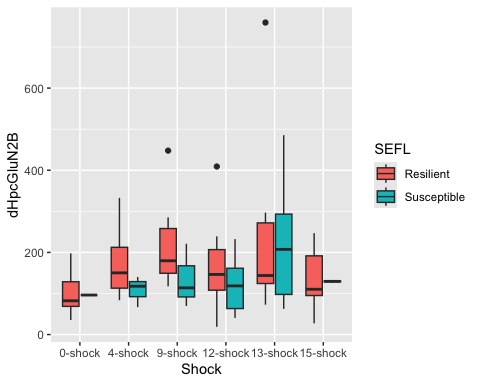 dHpcGluN2B
600
400
200
0
0-shock 4-shock 9-shock 12-shock 13-shock 15-shock
Shock
SEFL
Resilient
Susceptible